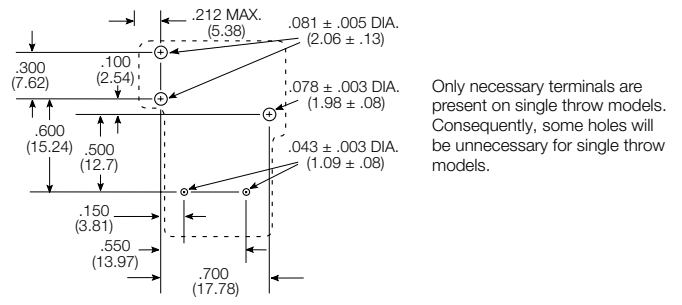 .212 MAX.
(5.38)
.081 ± .005 DIA.
(2.06 ± .13)
.300
(7.62)
.100
(2.54)
.078 ± .003 DIA.
(1.98 ± .08)
Only necessary terminals are
present on single throw models.
Consequently, some holes will
be unnecessary for single throw
models.
.600
(15.24)
.500
(12.7)
.043 ± .003 DIA.
(1.09 ± .08)
.150
(3.81)
.550
(13.97)
.700
(17.78)